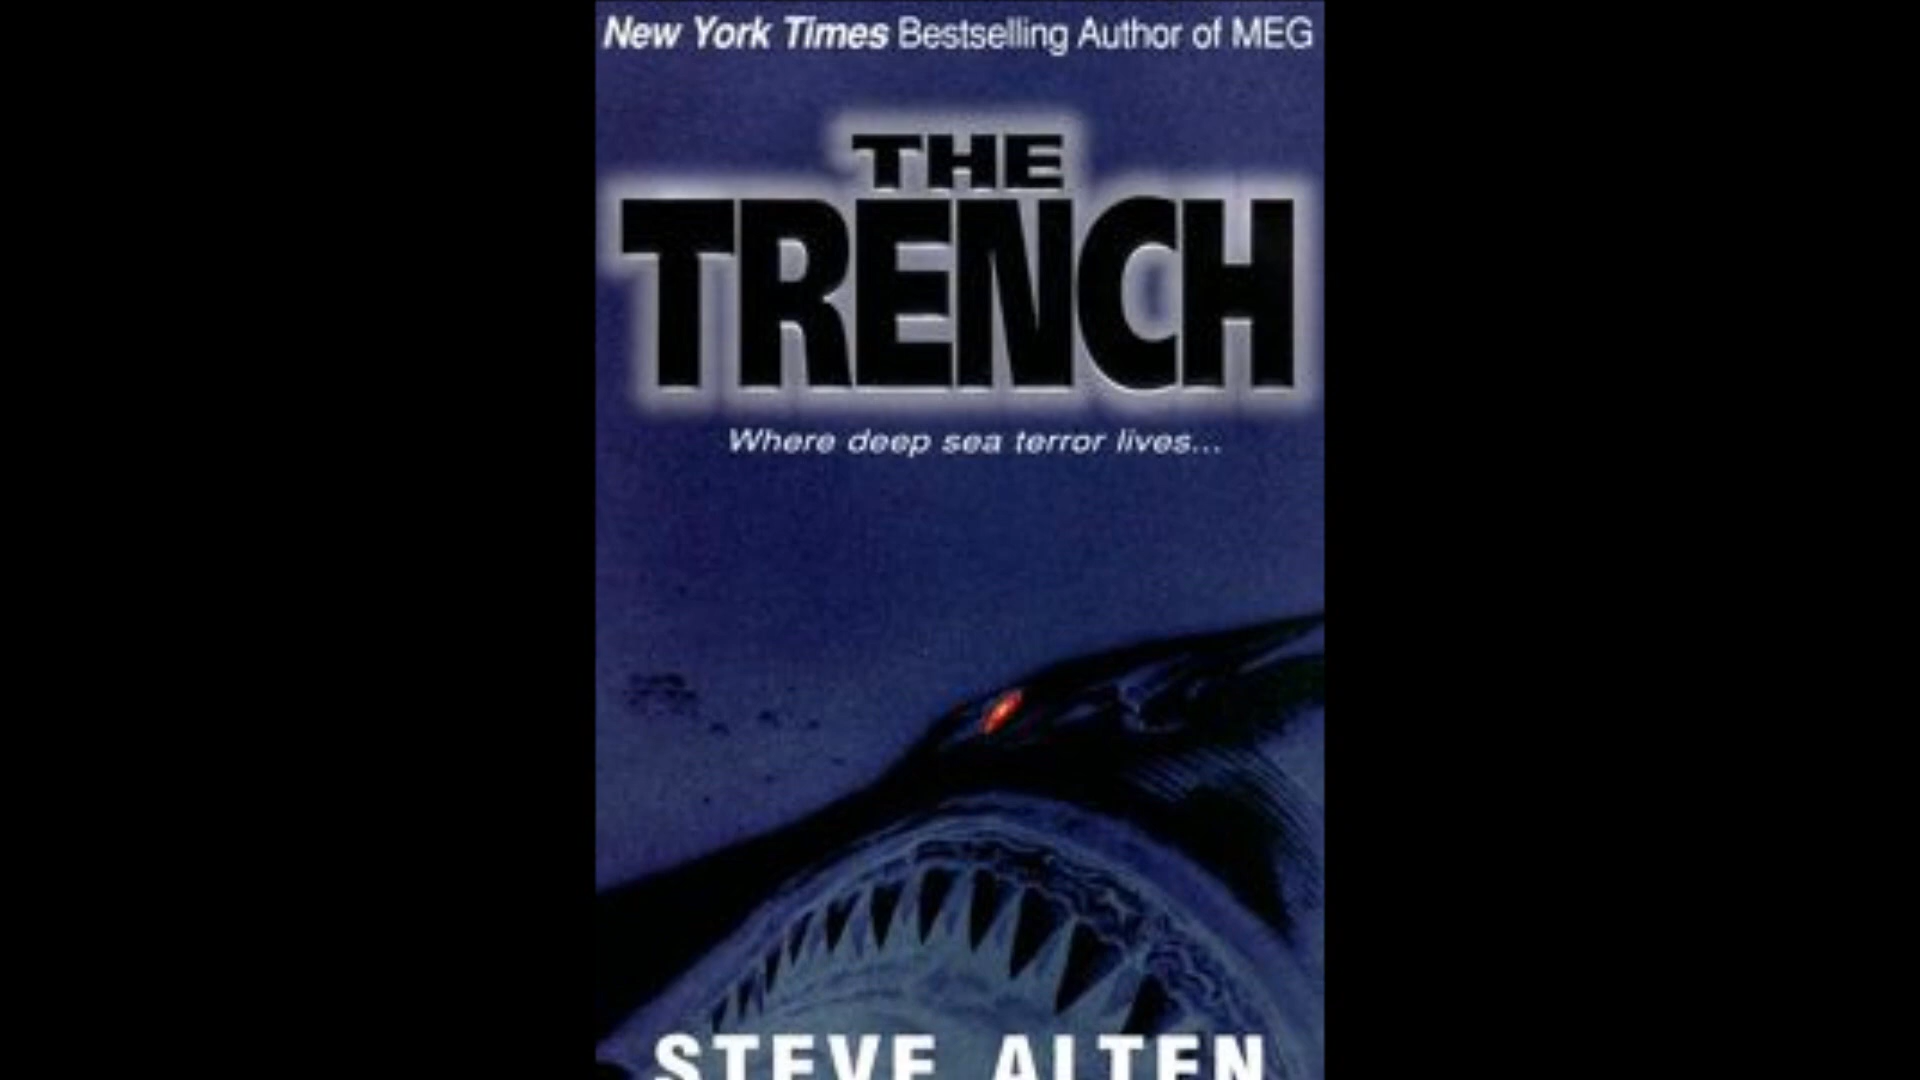 New York Times Bestselling Author of MEG
THE
TRENCH
Where deep sea terror lives...
STEVE ALTEN